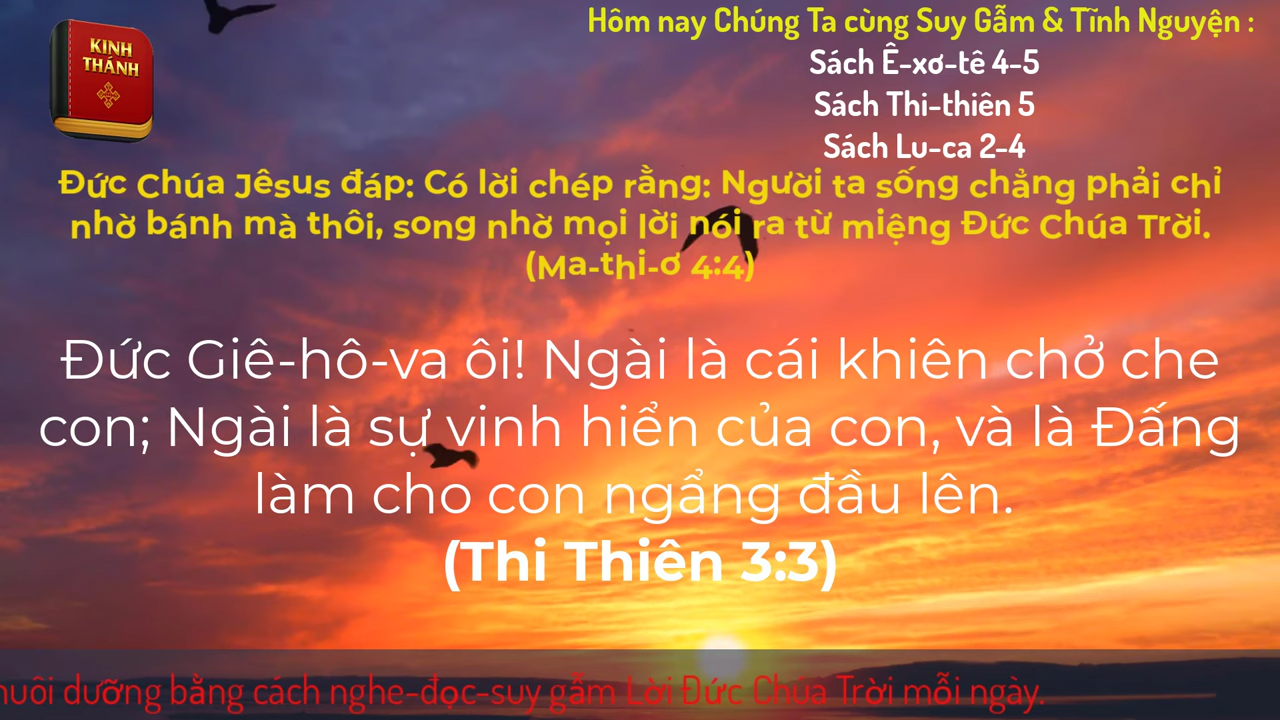 KINH
THÁNH
Hôm nay Chúng Ta cùng Suy Gẫm & Tĩnh Nguyện :
Sách Ê-xơ-tê 4-5
Sách Thi-thiên 5
Sách Lu-ca 2-4
Đức Chúa Jêsus đáp: Có lời chép rằng: Người ta sống chẳng phải chỉ
nhờ bánh mà thôi, song nhờ mọi lời nói ra từ miệng Đức Chúa Trời.
(Ma-thi-ơ 4:4)
Đức Giê-hô-va ôi! Ngài là cái khiên chở che
con; Ngài là sự vinh hiển của con, và là Đấng
làm cho con ngẩng đầu lên.
(Thi Thiên 3:3)
dưỡng bằng cách nghe-đọc-suy gẫm Lời Đức Chúa Trời mỗi ngày.